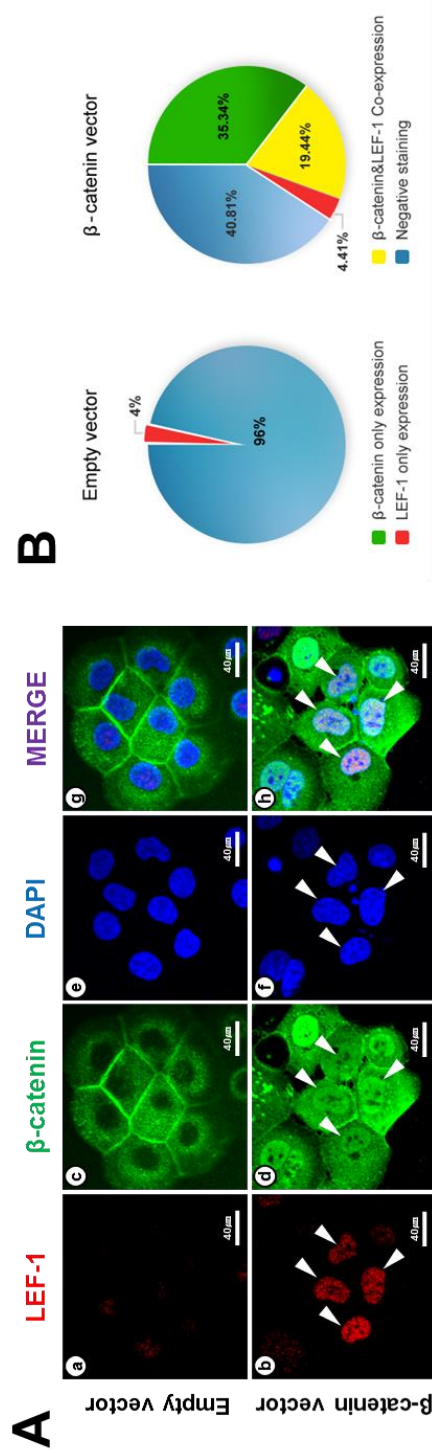 A
LEF-1
β-catenin
DAPI
MERGE
Empty vector
a
40㎛
c
40㎛
e
40㎛
g
40㎛
β-catenin vector
b
40㎛
d
40㎛
f
40㎛
h
40㎛
B
Empty vector
4%
96%
β-catenin vector
35.34%
40.81%
19.44%
4.41%
β-catenin only expression
LEF-1 only expression
β-catenin&LEF-1 Co-expression
Negative staining